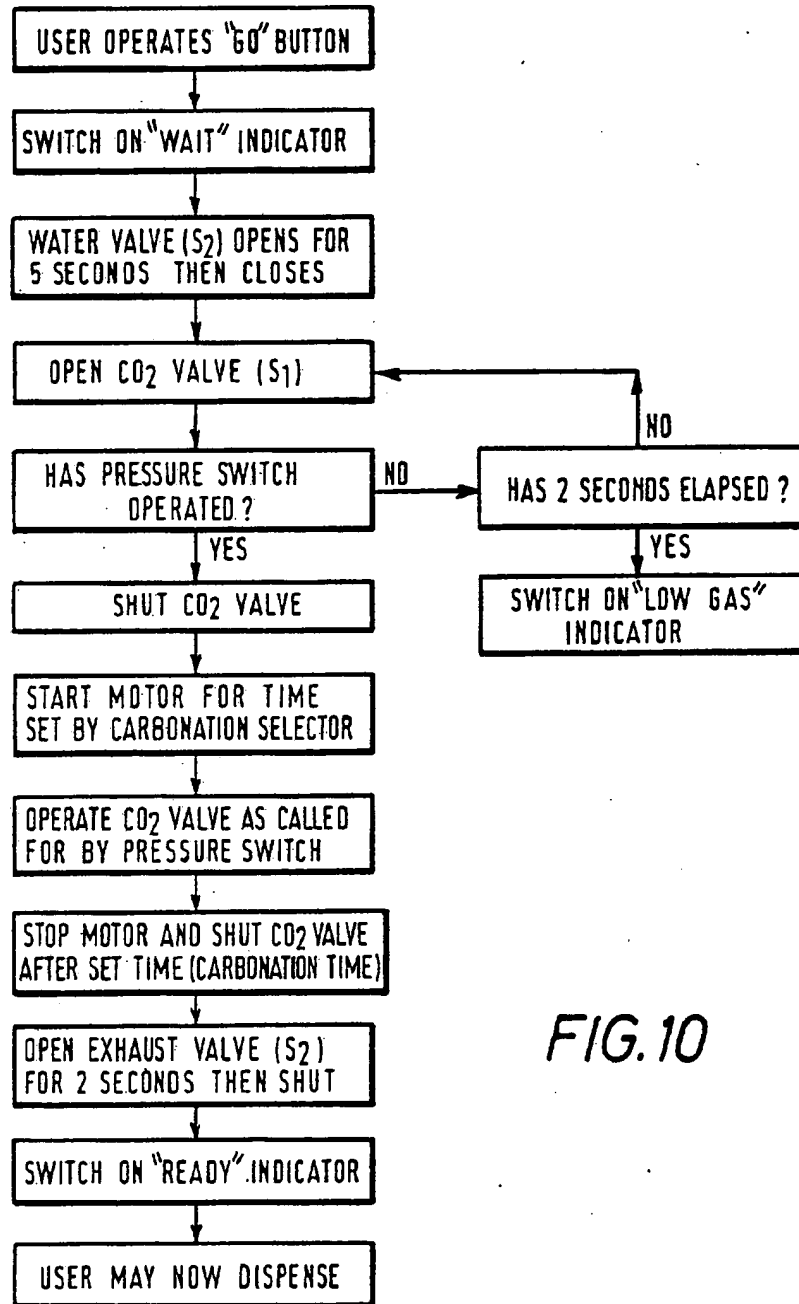 USER OPERATES "GO" BUTTON
SWITCH ON "WAIT" INDICATOR
WATER VALVE (S2) OPENS FOR
5 SECONDS THEN CLOSES
OPEN CO2 VALVE (S1)
HAS PRESSURE SWITCH
OPERATED ?
NO
HAS 2 SECONDS ELAPSED ?
NO
YES
YES
SWITCH ON "LOW GAS"
INDICATOR
SHUT CO2 VALVE
START MOTOR FOR TIME
SET BY CARBONATION SELECTOR
OPERATE CO2 VALVE AS CALLED
FOR BY PRESSURE SWITCH
STOP MOTOR AND SHUT CO2 VALVE
AFTER SET TIME (CARBONATION TIME)
OPEN EXHAUST VALVE (S2)
FOR 2 SECONDS THEN SHUT
SWITCH ON "READY" INDICATOR
USER MAY NOW DISPENSE
FIG. 10